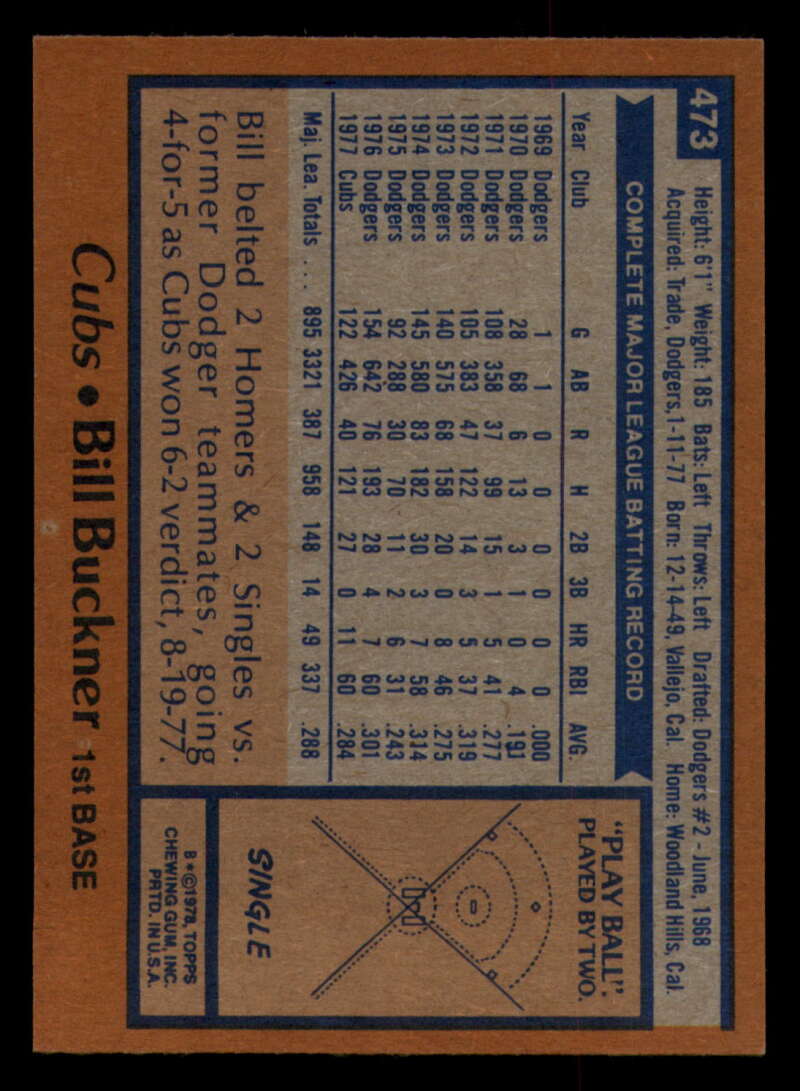 473
Height: 6'1" Weight: 185 Bats: Left Throws: Left Drafted: Dodgers #2 - June, 1968
Acquired: Trade, Dodgers, 1-11-77 Born: 12-14-49, Vallejo, Cal. Home: Woodland Hills, Cal.
COMPLETE MAJOR LEAGUE BATTING RECORD
Year Club G AB R H 2B 3B HR RBI AVG.
1969 Dodgers 1 1 0 0 0 0 0 0 .000
1970 Dodgers 28 68 6 13 3 1 0 4 .191
1971 Dodgers 108 358 37 99 15 1 5 41 .277
1972 Dodgers 105 383 47 122 14 3 5 37 .319
1973 Dodgers 140 575 68 158 20 0 8 46 .275
1974 Dodgers 145 580 83 182 30 3 7 58 .314
1975 Dodgers 92 288 30 70 11 2 6 31 .243
1976 Dodgers 154 642 76 193 28 4 7 60 .301
1977 Cubs 122 426 40 121 27 0 11 60 .284
Maj. Lea. Totals . . . 895 3321 387 958 148 14 49 337 .288
Bill belted 2 Homers & 2 Singles vs.
former Dodger teammates, going
4-for-5 as Cubs won 6-2 verdict, 8-19-77.
Cubs • Bill Buckner 1st BASE
"PLAY BALL".
PLAYED BY TWO.
SINGLE
B*©1978, TOPPS
CHEWING GUM, INC.
PRTD. IN U.S.A.